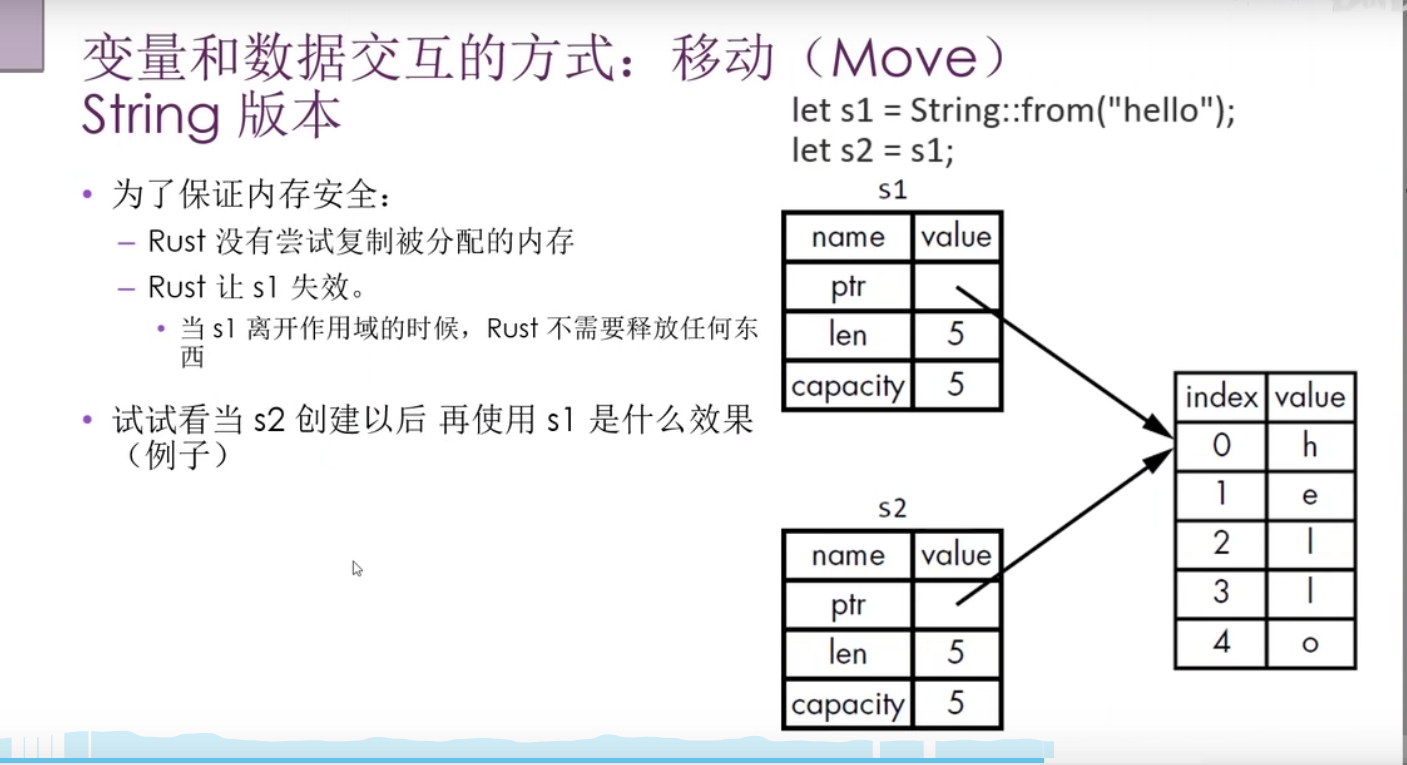 变量和数据交互的方式：移动（Move）
String 版本
let s1 = String::from("hello");
let s2 = s1;
• 为了保证内存安全：
– Rust 没有尝试复制被分配的内存
– Rust 让 s1 失效。
• 当 s1 离开作用域的时候，Rust 不需要释放任何东
西
• 试试看当 s2 创建以后 再使用 s1 是什么效果
（例子）
s1
name value
ptr
len 5
capacity 5
s2
name value
ptr
len 5
capacity 5
index value
0 h
1 e
2 l
3 l
4 o